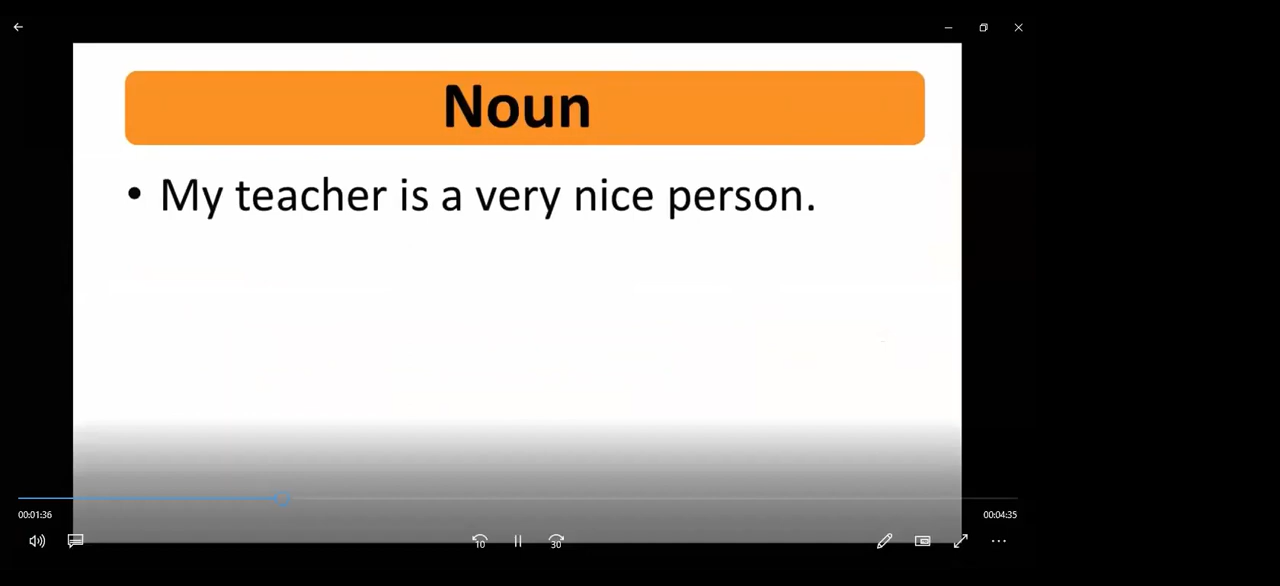 Noun
• My teacher is a very nice person.
00:01:36
00:04:35
10
30